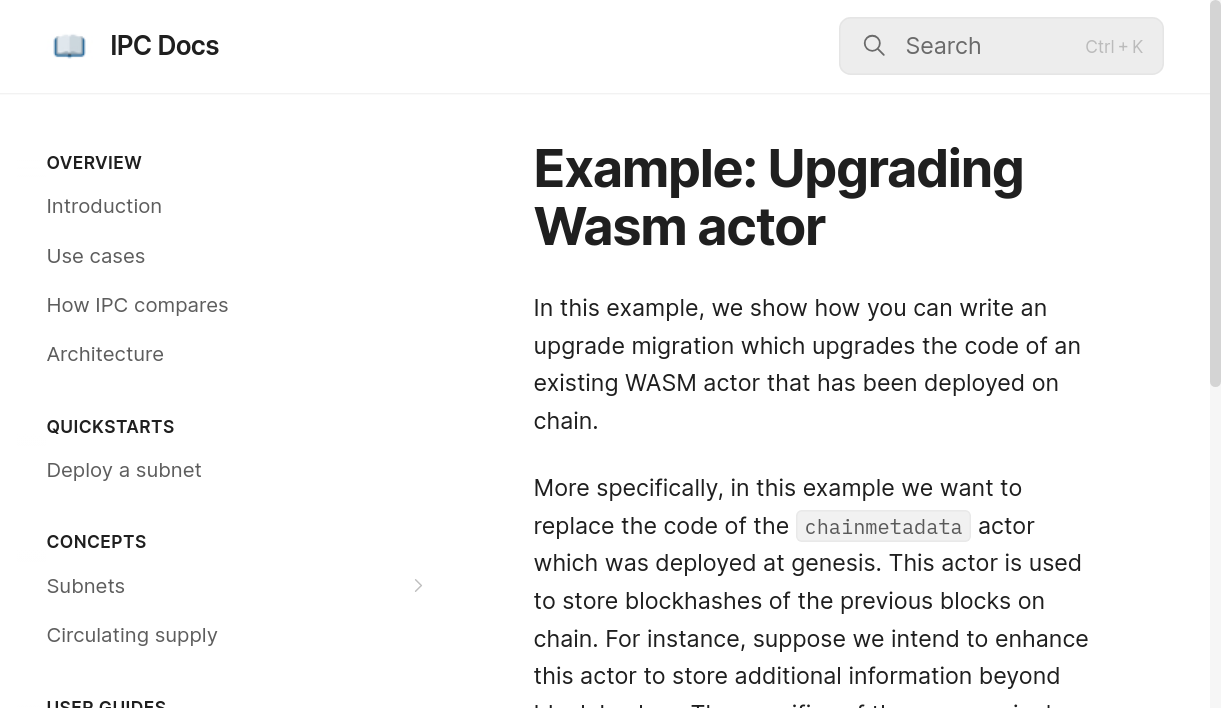 IPC Docs
Search
Ctrl + K
OVERVIEW
Introduction
Use cases
How IPC compares
Architecture
QUICKSTARTS
Deploy a subnet
CONCEPTS
Subnets
Circulating supply
USER GUIDES
Example: Upgrading
Wasm actor
In this example, we show how you can write an
upgrade migration which upgrades the code of an
existing WASM actor that has been deployed on
chain.
More specifically, in this example we want to
replace the code of the chainmetadata actor
which was deployed at genesis. This actor is used
to store blockhashes of the previous blocks on
chain. For instance, suppose we intend to enhance
this actor to store additional information beyond